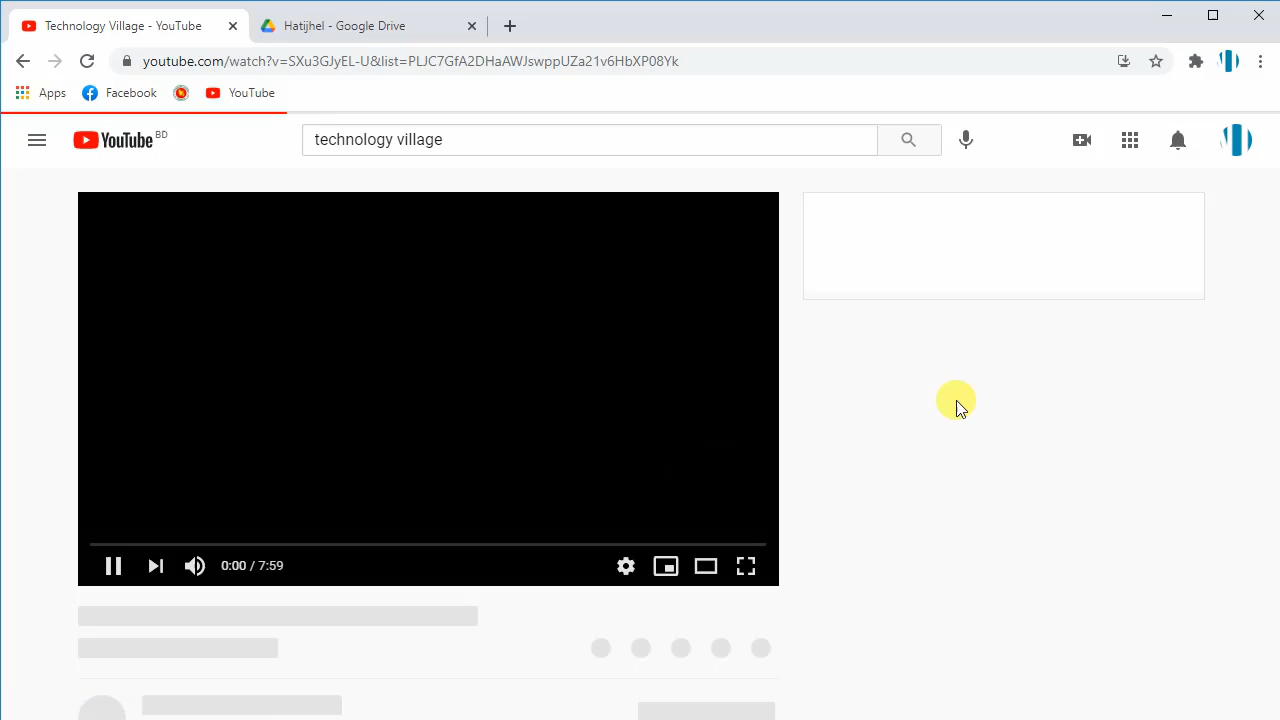 Technology Village - YouTube
Hatijhel - Google Drive
youtube.com/watch?v=SXu3GJyEL-U&list=PLJC7GfA2DHaAWlswppUZa21v6HbXP08Yk
Apps
Facebook
YouTube
YouTube BD
technology village
0:00 / 7:59